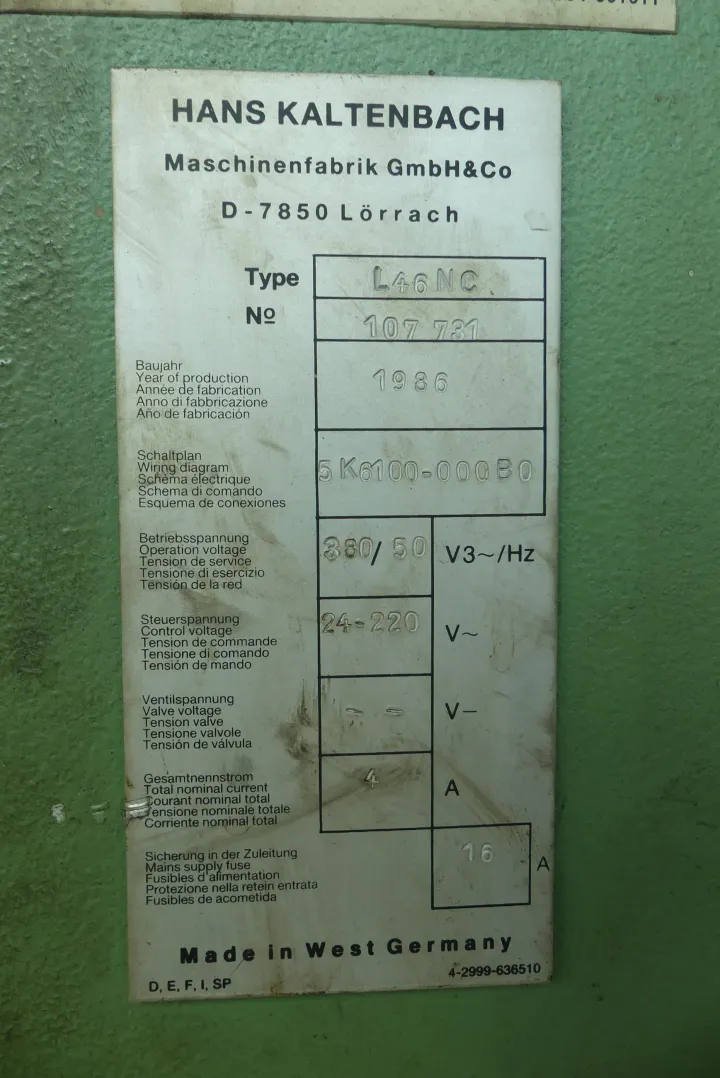 HANS KALTENBACH
Maschinenfabrik GmbH&Co
D-7850 Lörrach
Type L46NC
Nº 107 731
Baujahr
Year of production
Année de fabrication
Anno di fabbricazione
Año de fabricación
1986
Schaltplan
Wiring diagram
Schéma électrique
Schema di comando
Esquema de conexiones
5K6100-000B0
Betriebsspannung
Operation voltage
Tension de service
Tensione di esercizio
Tensión de la red
380/ 50 V3~/Hz
Steuerspannung
Control voltage
Tension de commande
Tensione di comando
Tensión de mando
24-220 V~
Ventilspannung
Valve voltage
Tension valve
Tensione valvole
Tensión de válvula
- - V—
Gesamtnennstrom
Total nominal current
Courant nominal total
Tensione nominale totale
Corriente nominal total
4 A
Sicherung in der Zuleitung
Mains supply fuse
Fusibles d'alimentation
Protezione nella retein entrata
Fusibles de acometida
16 A
Made in West Germany
D, E, F, I, SP
4-2999-636510